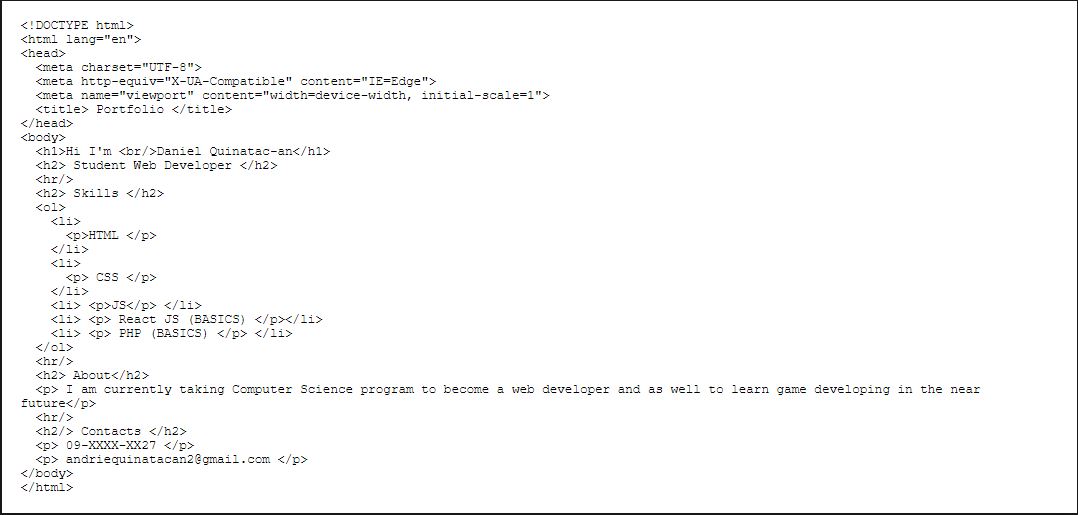 <!DOCTYPE html>
<html lang="en">
<head>
  <meta charset="UTF-8">
  <meta http-equiv="X-UA-Compatible" content="IE=Edge">
  <meta name="viewport" content="width=device-width, initial-scale=1">
  <title> Portfolio </title>
</head>
<body>
  <h1>Hi I'm <br/>Daniel Quinatac-an</h1>
  <h2> Student Web Developer </h2>
  <hr/>
  <h2> Skills </h2>
  <ol>
    <li>
      <p>HTML </p>
    </li>
    <li>
      <p> CSS </p>
    </li>
    <li> <p>JS</p> </li>
    <li> <p> React JS (BASICS) </p></li>
    <li> <p> PHP (BASICS) </p> </li>
  </ol>
  <hr/>
  <h2> About</h2>
  <p> I am currently taking Computer Science program to become a web developer and as well to learn game developing in the near
future</p>
  <hr/>
  <h2/> Contacts </h2>
  <p> 09-XXXX-XX27 </p>
  <p> andriequinatacan2@gmail.com </p>
</body>
</html>